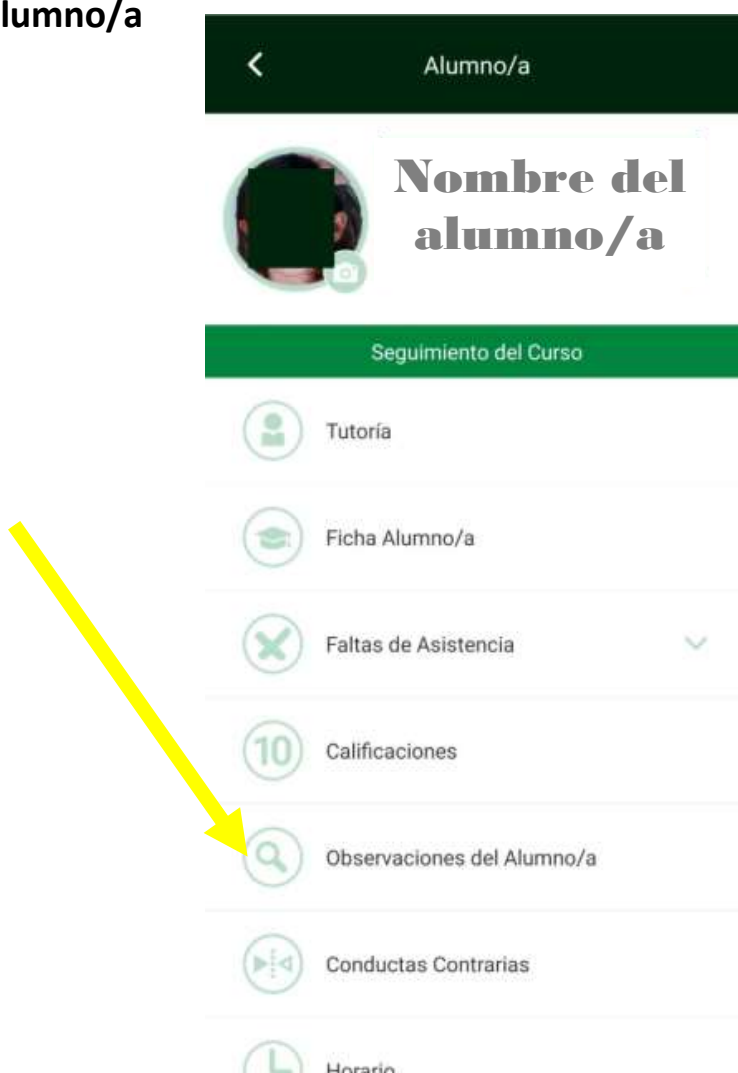 lumno/a
Alumno/a
Nombre del
alumno/a
Seguimiento del Curso
Tutoría
Ficha Alumno/a
Faltas de Asistencia
10 Calificaciones
Observaciones del Alumno/a
Conductas Contrarias
Horario